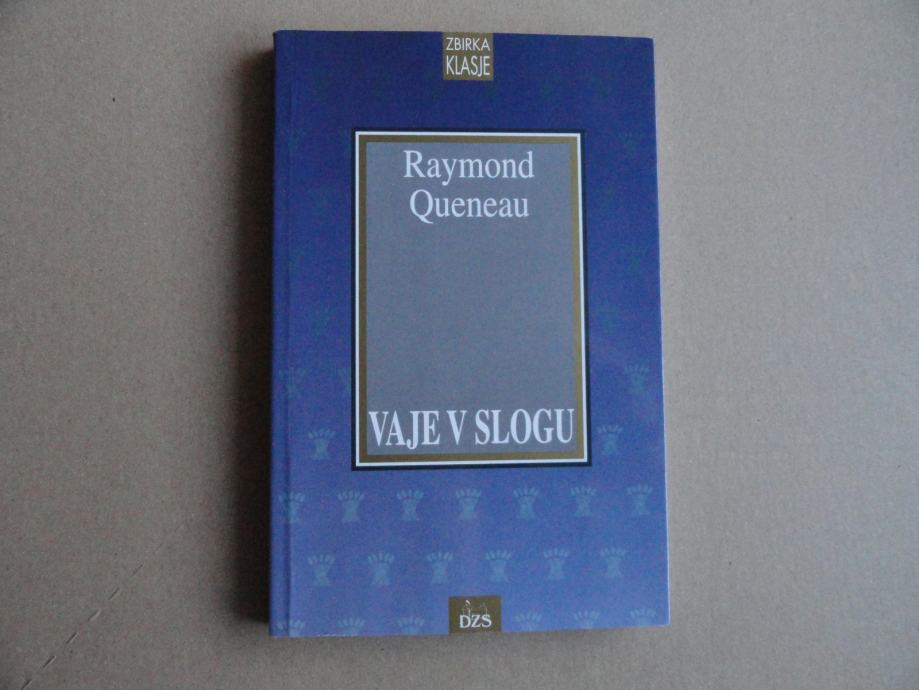 ZBIRKA
KLASJE
Raymond
Queneau
VAJE V SLOGU
DZS